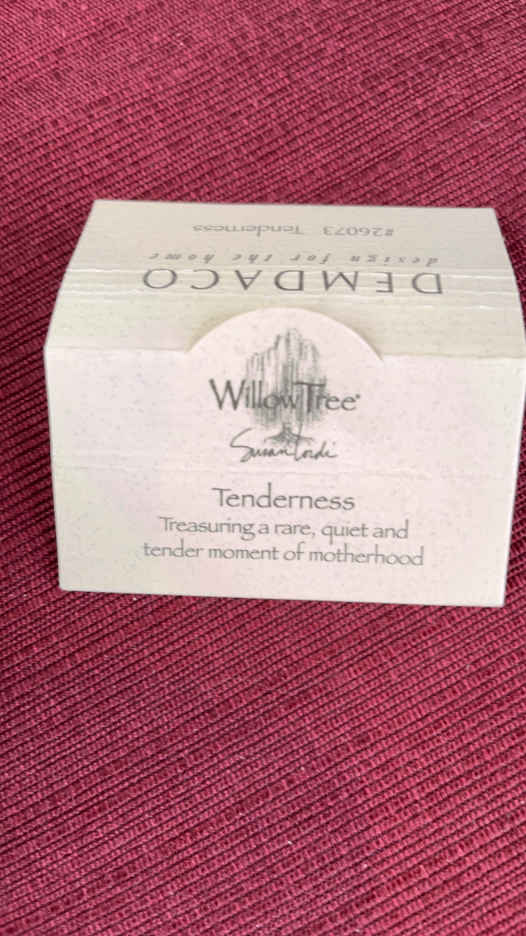 #26073 Tenderness
design for the home
DEMDACO
Willow Tree®
Susan Lordi®
Tenderness
Treasuring a rare, quiet and
tender moment of motherhood